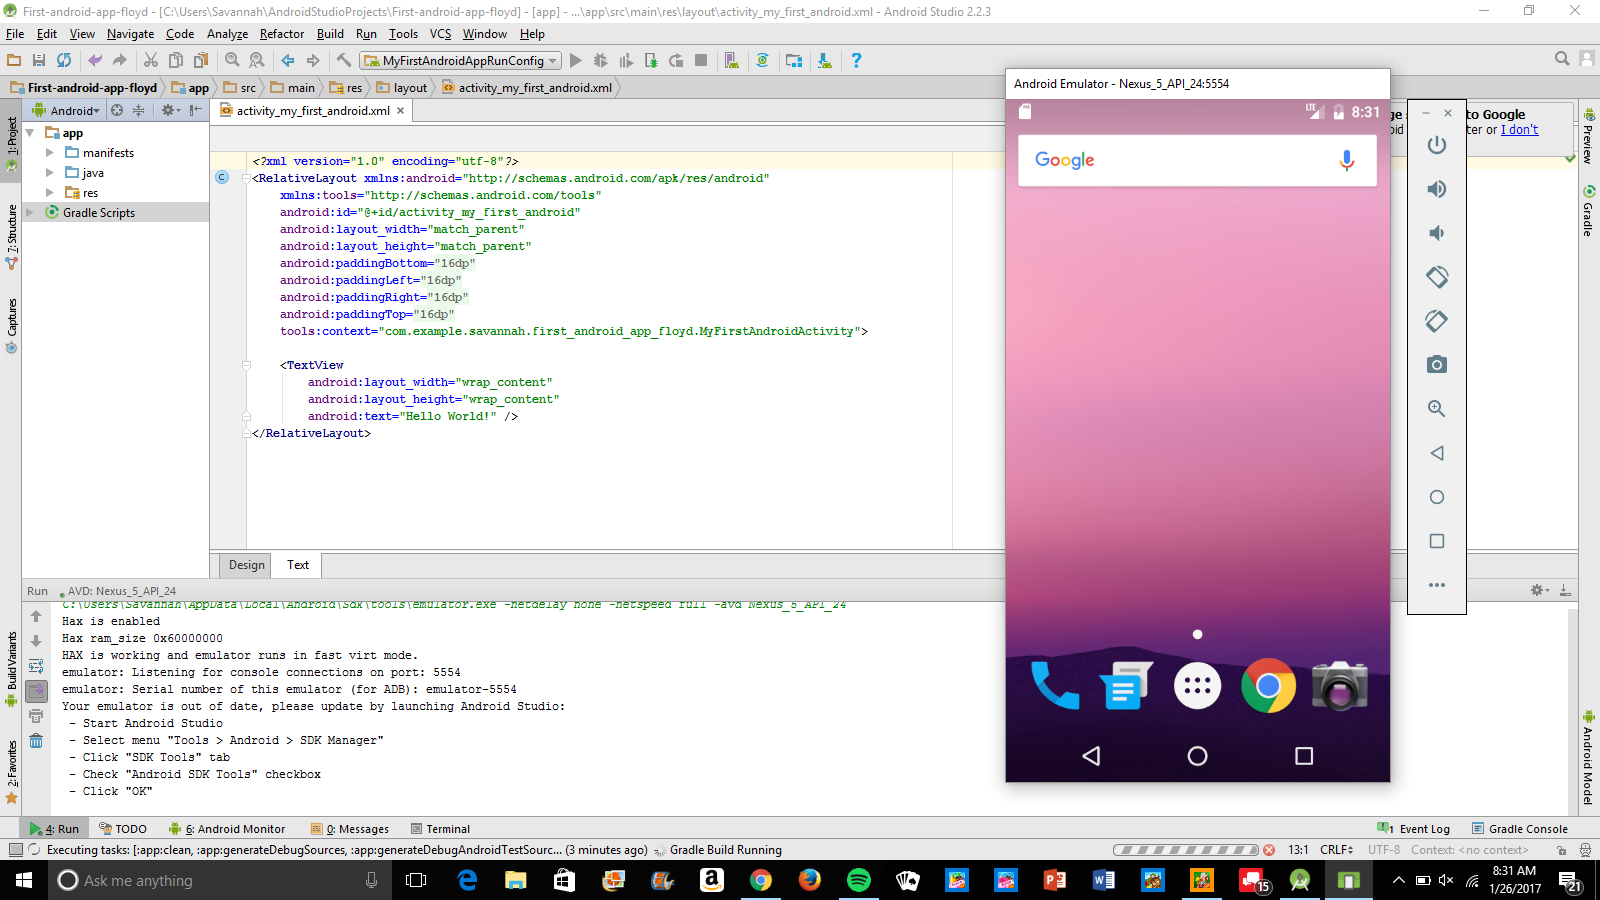 First-android-app-floyd - [C:\Users\Savannah\AndroidStudioProjects\First-android-app-floyd] - [app] - ...\app\src\main\res\layout\activity_my_first_android.xml - Android Studio 2.2.3
File Edit View Navigate Code Analyze Refactor Build Run Tools VCS Window Help
MyFirstAndroidAppRunConfig
First-android-app-floyd app src main res layout activity_my_first_android.xml
Android
activity_my_first_android.xml
1: Project
7: Structure
Captures
Build Variants
2: Favorites
app
manifests
java
res
Gradle Scripts
<?xml version="1.0" encoding="utf-8"?>
<RelativeLayout xmlns:android="http://schemas.android.com/apk/res/android"
xmlns:tools="http://schemas.android.com/tools"
android:id="@+id/activity_my_first_android"
android:layout_width="match_parent"
android:layout_height="match_parent"
android:paddingBottom="16dp"
android:paddingLeft="16dp"
android:paddingRight="16dp"
android:paddingTop="16dp"
tools:context="com.example.savannah.first_android_app_floyd.MyFirstAndroidActivity">
<TextView
android:layout_width="wrap_content"
android:layout_height="wrap_content"
android:text="Hello World!" />
</RelativeLayout>
Design Text
Android Emulator - Nexus_5_API_24:5554
LTE 8:31
Google
to Google
or I don't
Preview
Gradle
Android Model
Run AVD: Nexus_5_API_24
C:\Users\Savannah\AppData\Local\Android\Sdk\tools\emulator.exe -netdelay none -netspeed full -avd Nexus_5_API_24
Hax is enabled
Hax ram_size 0x60000000
HAX is working and emulator runs in fast virt mode.
emulator: Listening for console connections on port: 5554
emulator: Serial number of this emulator (for ADB): emulator-5554
Your emulator is out of date, please update by launching Android Studio:
- Start Android Studio
- Select menu "Tools > Android > SDK Manager"
- Click "SDK Tools" tab
- Check "Android SDK Tools" checkbox
- Click "OK"
4: Run TODO 6: Android Monitor 0: Messages Terminal 1 Event Log Gradle Console
Executing tasks: [:app:clean, :app:generateDebugSources, :app:generateDebugAndroidTestSourc... (3 minutes ago) Gradle Build Running 13:1 CRLF UTF-8 Context: <no context>
Ask me anything
15
8:31 AM
1/26/2017
21